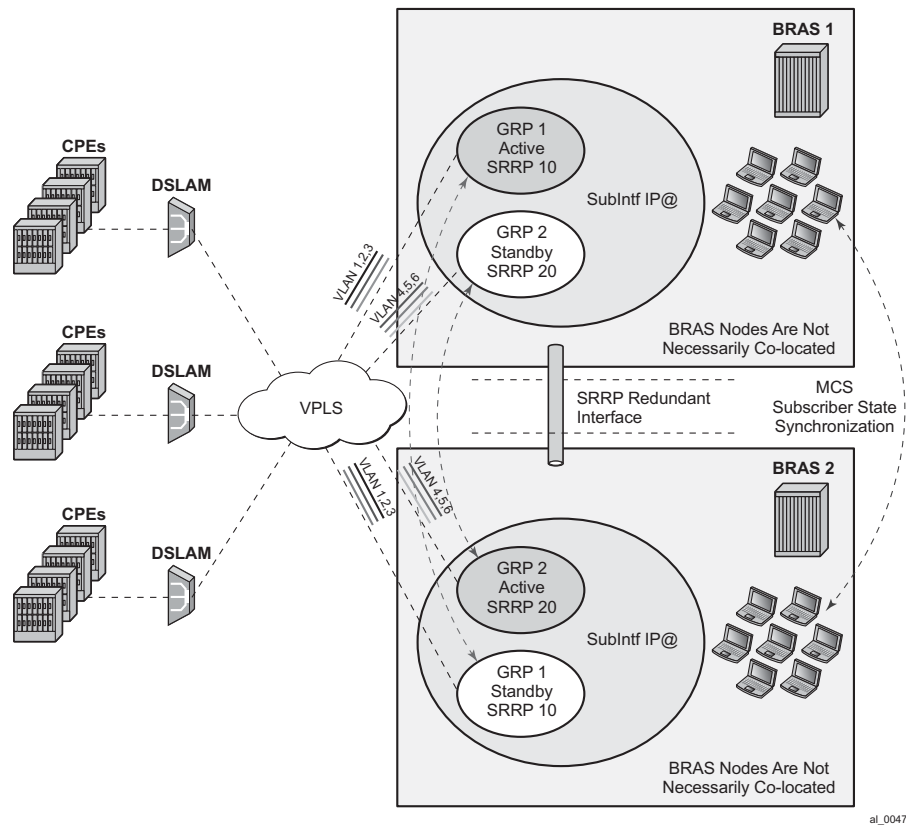 BRAS 1
GRP 1
Active
SRRP 10
SubIntf IP@
GRP 2
Standby
SRRP 20
BRAS Nodes Are Not
Necessarily Co-located
CPEs
DSLAM
VLAN 1,2,3
VLAN 4,5,6
CPEs
DSLAM
VPLS
SRRP Redundant
Interface
MCS
Subscriber State
Synchronization
VLAN 1,2,3
VLAN 4,5,6
BRAS 2
CPEs
DSLAM
GRP 2
Active
SRRP 20
SubIntf IP@
GRP 1
Standby
SRRP 10
BRAS Nodes Are Not
Necessarily Co-located
al_0047